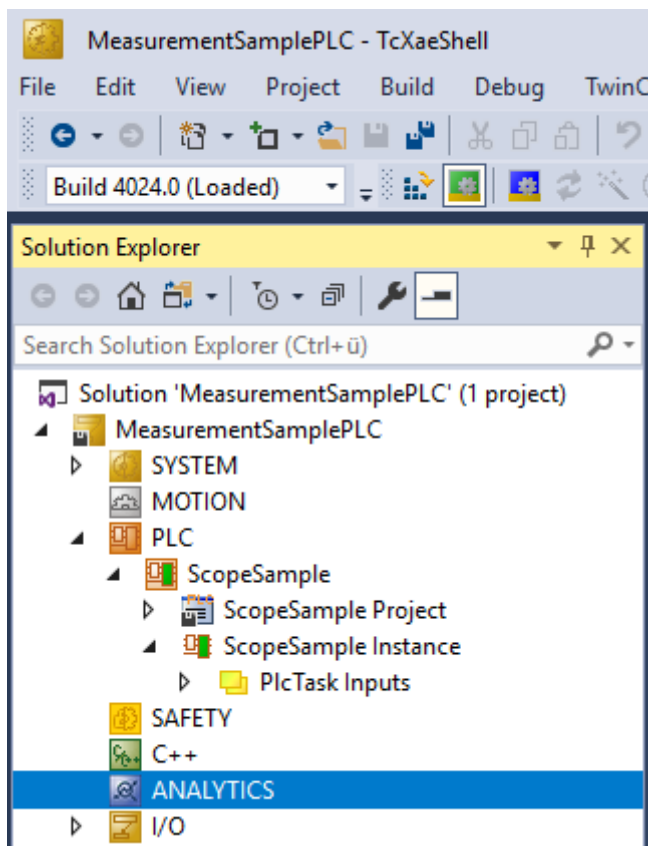 MeasurementSamplePLC - TcXaeShell
File Edit View Project Build Debug
Build 4024.0 (Loaded)
Solution Explorer
Search Solution Explorer (Ctrl+ü)
Solution 'MeasurementSamplePLC' (1 project)
MeasurementSamplePLC
SYSTEM
MOTION
PLC
ScopeSample
ScopeSample Project
ScopeSample Instance
PlcTask Inputs
SAFETY
C++
ANALYTICS
I/O